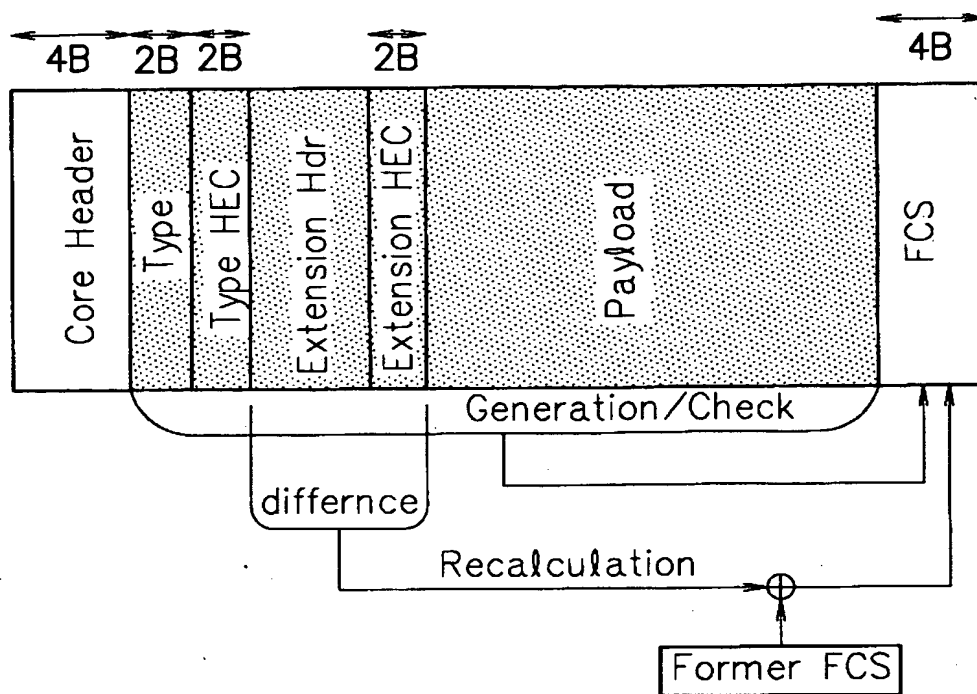 4B
2B
2B
2B
4B
Core Header
Type
Type HEC
Extension Hdr
Extension HEC
Payload
FCS
Generation/Check
differnce
Recalculation
Former FCS